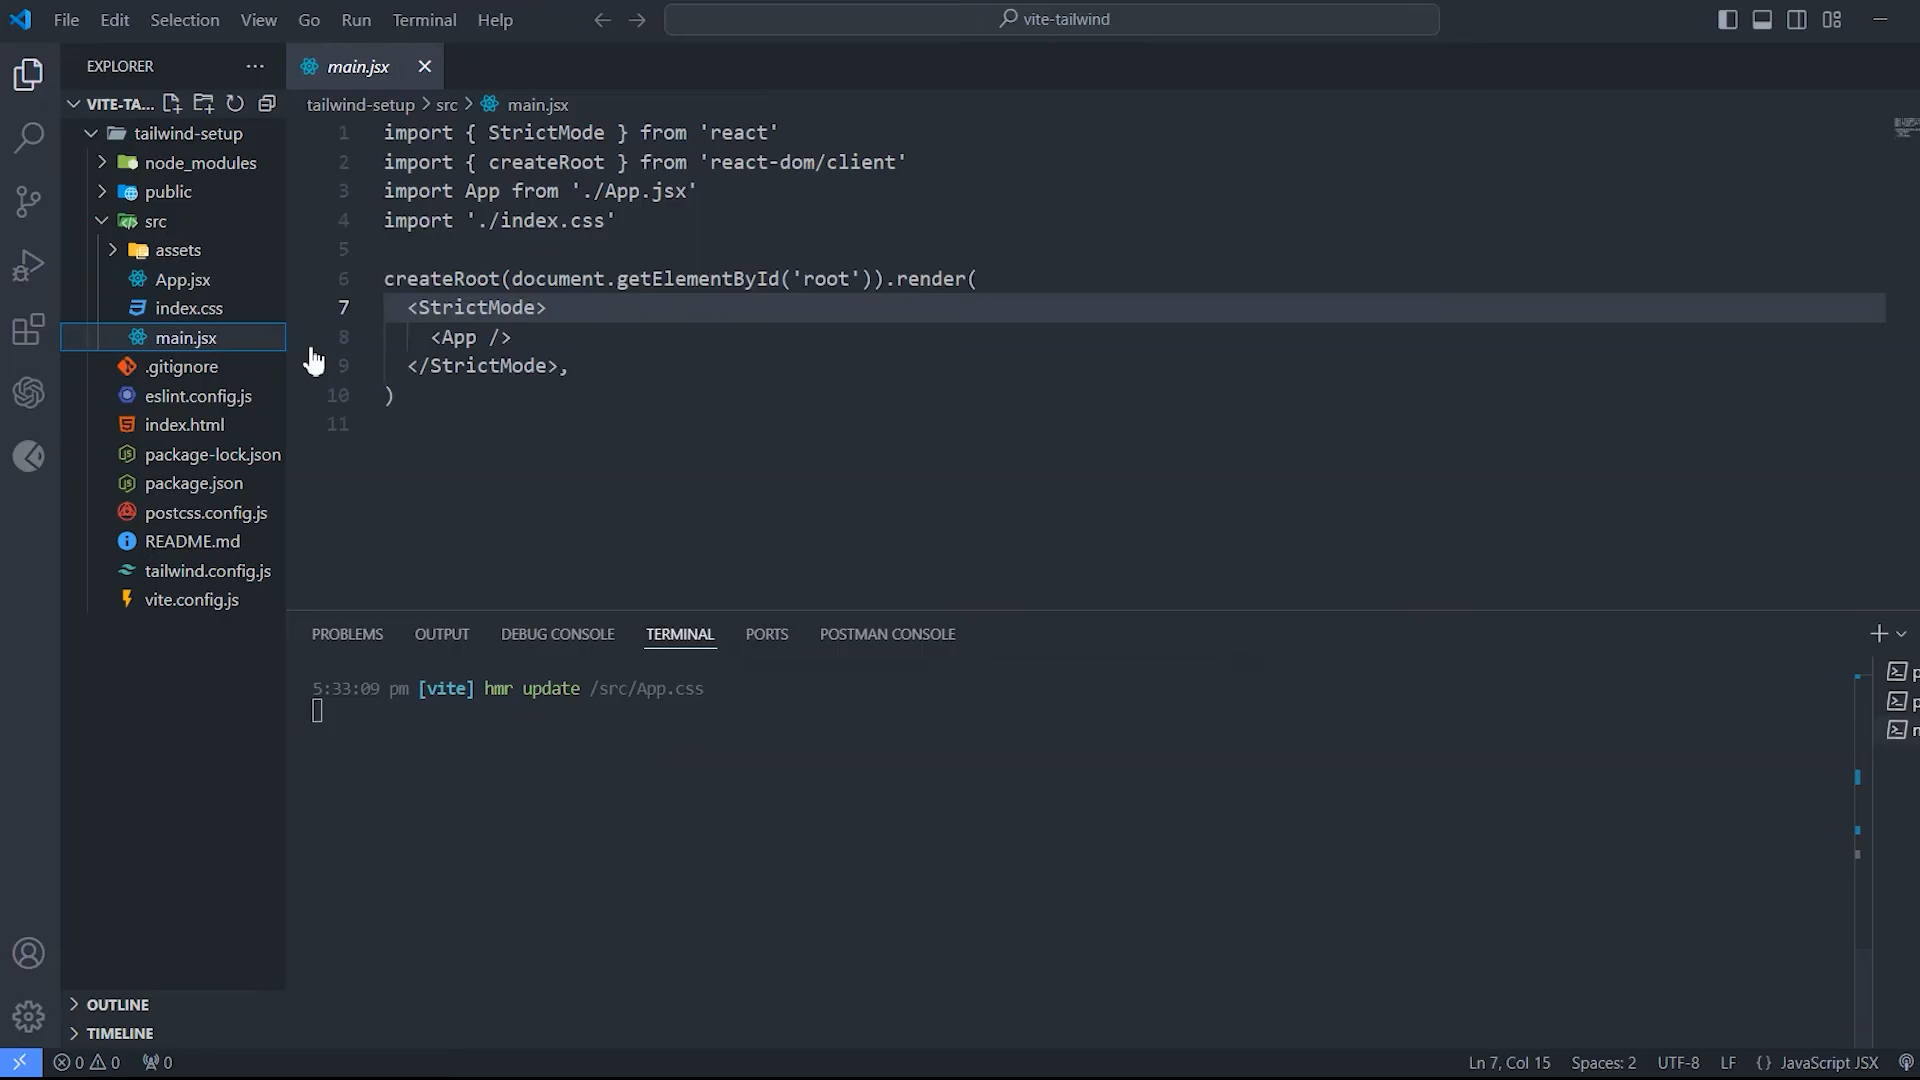 File Edit Selection View Go Run Terminal Help
vite-tailwind
EXPLORER
main.jsx
VITE-TA...
tailwind-setup
node_modules
public
src
assets
App.jsx
index.css
main.jsx
.gitignore
eslint.config.js
index.html
package-lock.json
package.json
postcss.config.js
README.md
tailwind.config.js
vite.config.js
OUTLINE
TIMELINE
tailwind-setup > src > main.jsx
1 import { StrictMode } from 'react'
2 import { createRoot } from 'react-dom/client'
3 import App from './App.jsx'
4 import './index.css'
5
6 createRoot(document.getElementById('root')).render(
7 <StrictMode>
8 <App />
9 </StrictMode>,
10 )
11
PROBLEMS OUTPUT DEBUG CONSOLE TERMINAL PORTS POSTMAN CONSOLE
5:33:09 pm [vite] hmr update /src/App.css
p
p
0 0 0 Ln 7, Col 15 Spaces: 2 UTF-8 LF {} JavaScript JSX